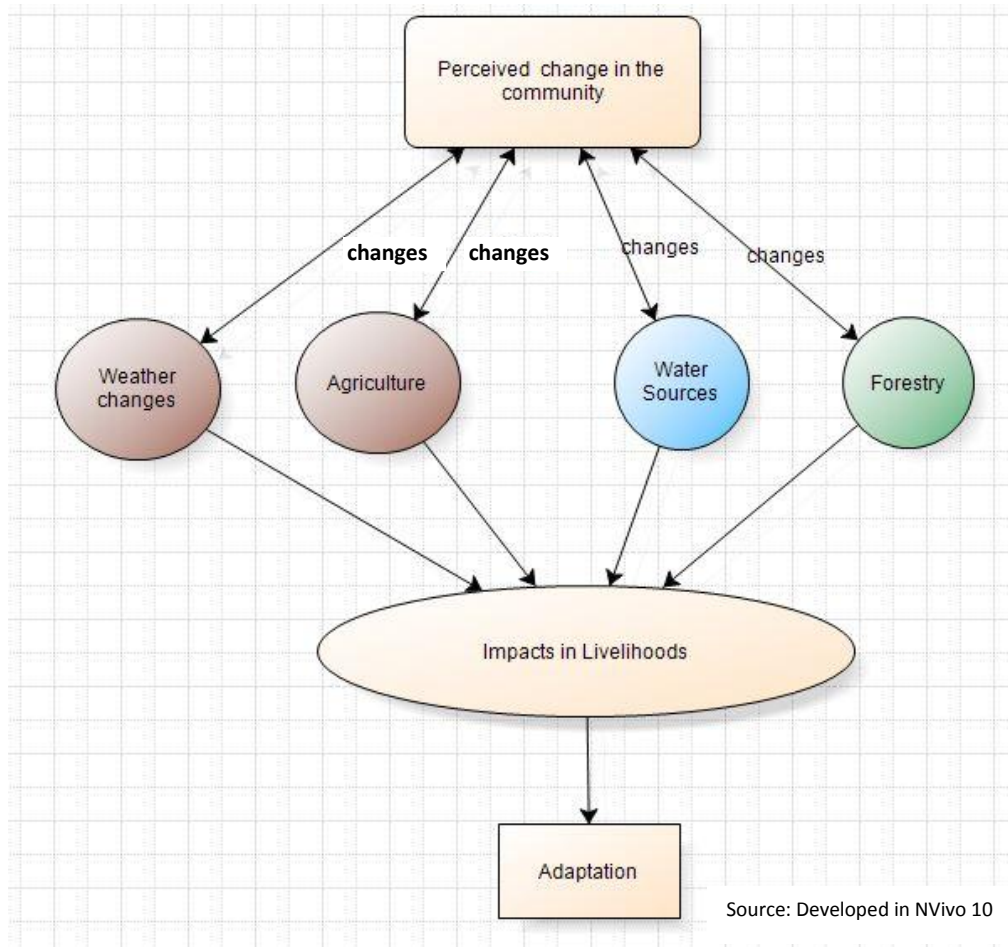 Perceived change in the
community
changes
changes
changes
changes
Weather
changes
Agriculture
Water
Sources
Forestry
Impacts in Livelihoods
Adaptation
Source: Developed in NVivo 10